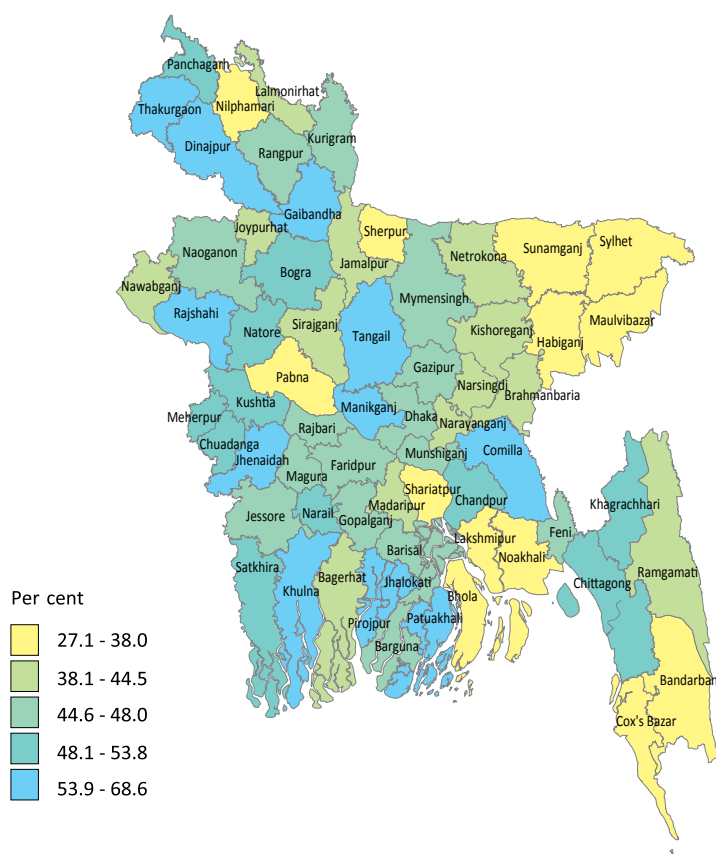 Panchagarh
Lalmonirhat
Thakurgaon
Nilphamari
Kurigram
Dinajpur
Rangpur
Gaibandha
Joypurhat
Sherpur
Sunamganj
Sylhet
Naogaon
Netrokona
Jamalpur
Bogra
Nawabganj
Mymensingh
Rajshahi
Maulvibazar
Sirajganj
Natore
Tangail
Kishoreganj
Habiganj
Gazipur
Pabna
Narsingdi
Brahmanbaria
Kushtia
Manikganj
Dhaka
Meherpur
Narayanganj
Rajbari
Chuadanga
Munshiganj
Comilla
Jhenaidah
Faridpur
Magura
Shariatpur
Chandpur
Khagrachhari
Madaripur
Narail
Jessore
Gopalganj
Feni
Lakshmipur
Barisal
Noakhali
Satkhira
Ramgamati
Khulna
Bagerhat
Jhalokati
Chittagong
Bhola
Per cent
Pirojpur
Patuakhali
27.1 - 38.0
Barguna
38.1 - 44.5
Bandarban
44.6 - 48.0
Cox's Bazar
48.1 - 53.8
53.9 - 68.6